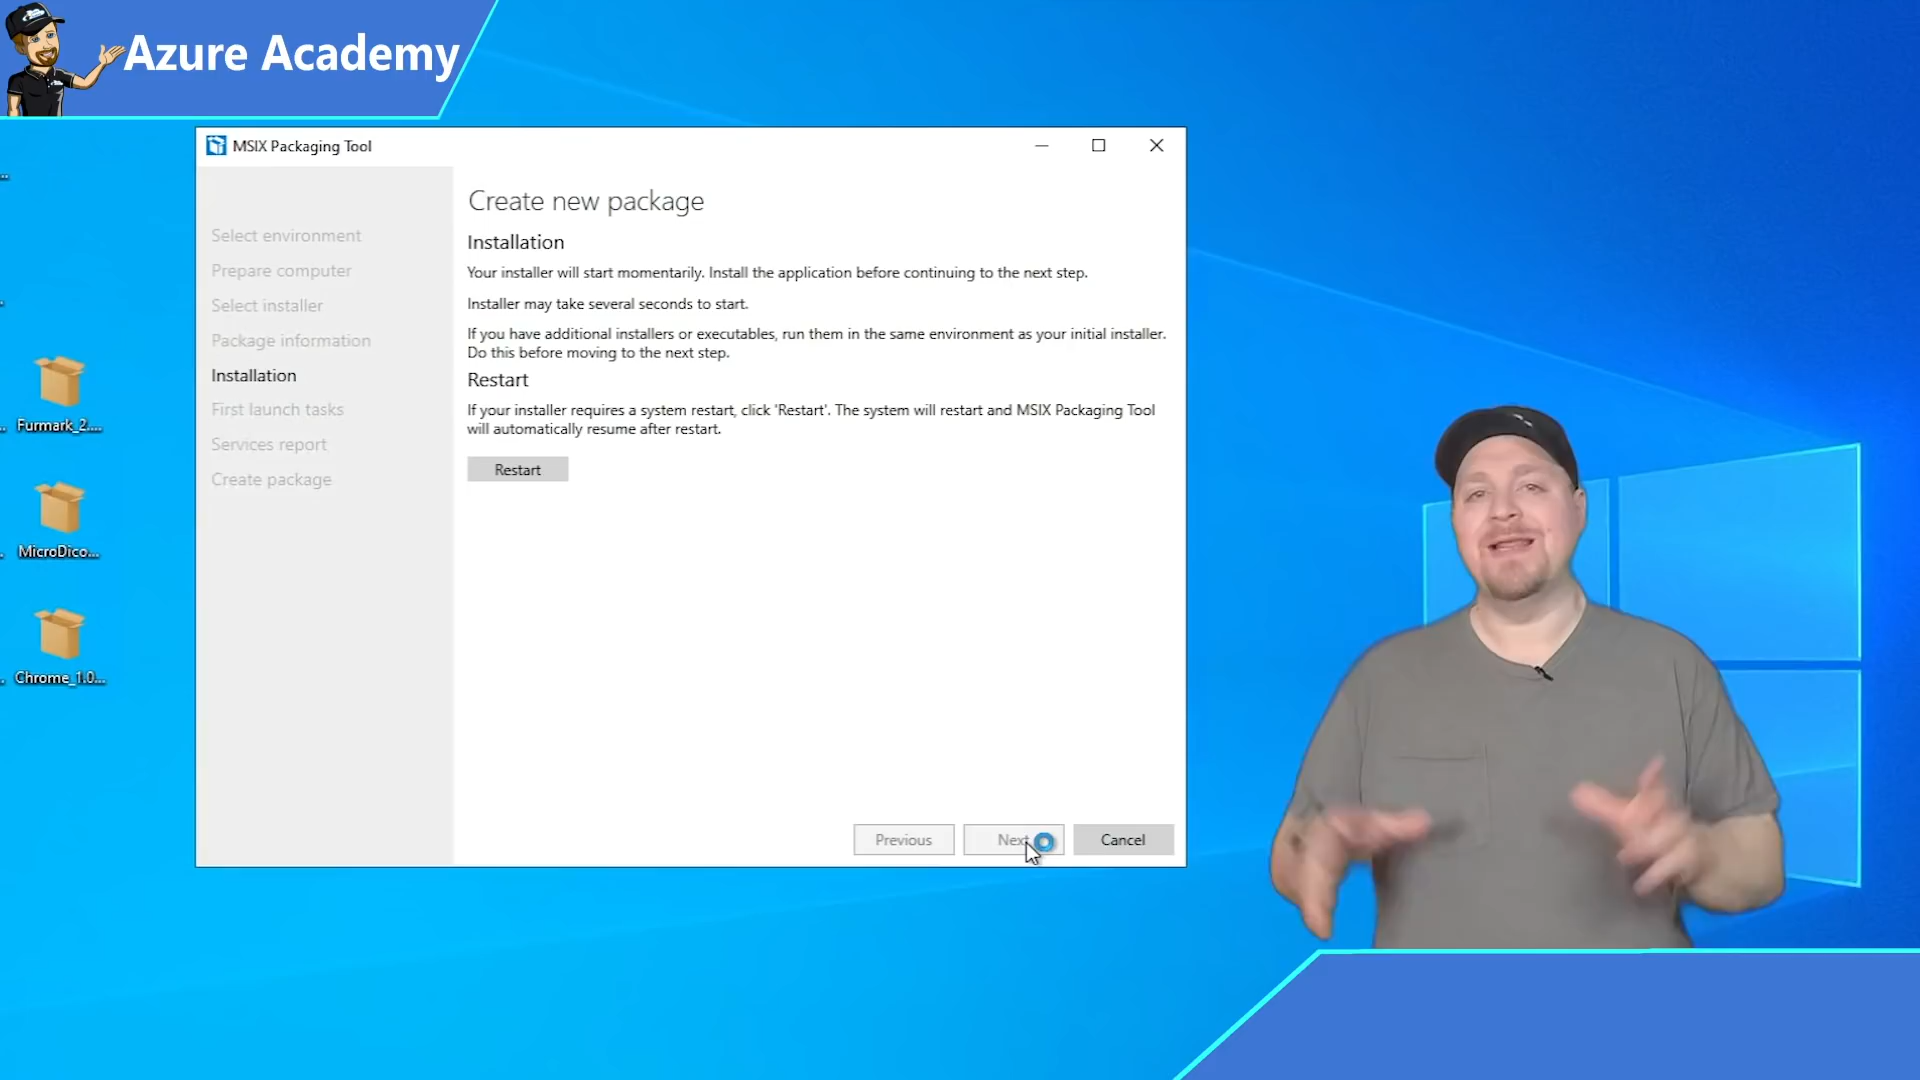 Azure Academy
MSIX Packaging Tool
Create new package
Select environment
Prepare computer
Select installer
Package information
Installation
First launch tasks
Services report
Create package
Installation
Your installer will start momentarily. Install the application before continuing to the next step.
Installer may take several seconds to start.
If you have additional installers or executables, run them in the same environment as your initial installer.
Do this before moving to the next step.
Restart
If your installer requires a system restart, click 'Restart'. The system will restart and MSIX Packaging Tool
will automatically resume after restart.
Restart
Previous
Next
Cancel
Furmark_2....
MicroDico...
Chrome_1.0...